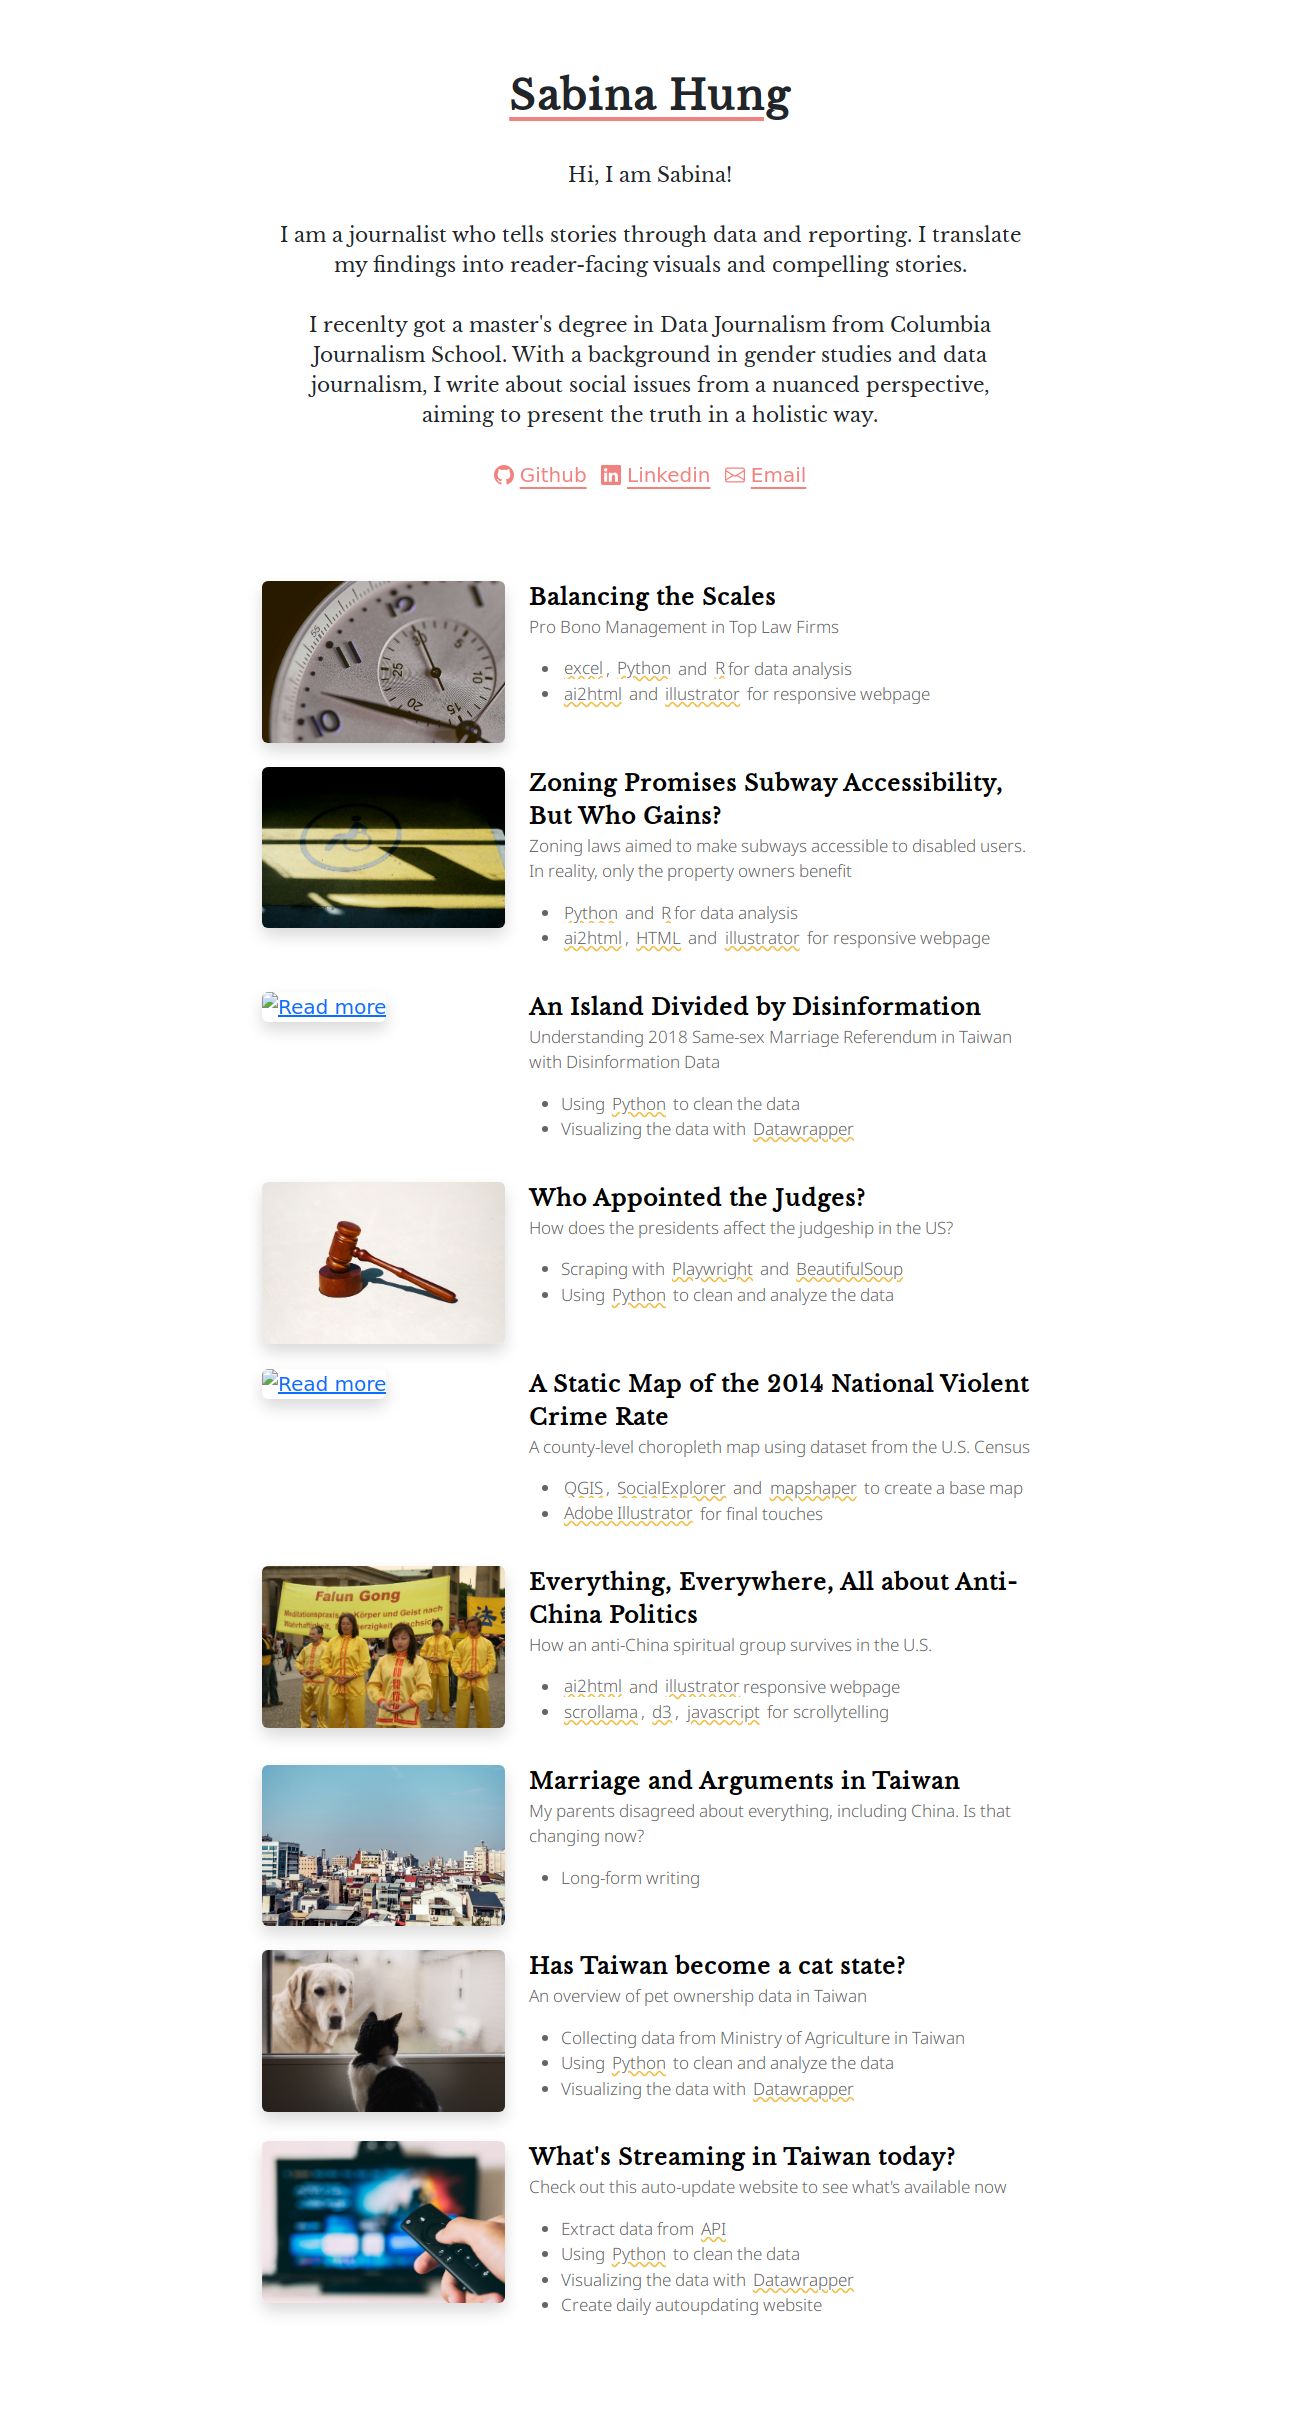 Sabina Hung
Hi, I am Sabina!
I am a journalist who tells stories through data and reporting. I translate
my findings into reader-facing visuals and compelling stories.
I recenlty got a master's degree in Data Journalism from Columbia
Journalism School. With a background in gender studies and data
journalism, I write about social issues from a nuanced perspective,
aiming to present the truth in a holistic way.
Github Linkedin Email
55
5
10
15
20
25
30
10
11
12
Balancing the Scales
Pro Bono Management in Top Law Firms
• excel, Python and R for data analysis
• ai2html and illustrator for responsive webpage
Zoning Promises Subway Accessibility,
But Who Gains?
Zoning laws aimed to make subways accessible to disabled users.
In reality, only the property owners benefit
• Python and R for data analysis
• ai2html, HTML and illustrator for responsive webpage
Read more
An Island Divided by Disinformation
Understanding 2018 Same-sex Marriage Referendum in Taiwan
with Disinformation Data
• Using Python to clean the data
• Visualizing the data with Datawrapper
Who Appointed the Judges?
How does the presidents affect the judgeship in the US?
• Scraping with Playwright and BeautifulSoup
• Using Python to clean and analyze the data
Read more
A Static Map of the 2014 National Violent
Crime Rate
A county-level choropleth map using dataset from the U.S. Census
• QGIS, SocialExplorer and mapshaper to create a base map
• Adobe Illustrator for final touches
Falun Gong
Meditationspraxis Körper und Geist nach
Wahrhaftigkeit,
法
Everything, Everywhere, All about Anti-
China Politics
How an anti-China spiritual group survives in the U.S.
• ai2html and illustrator responsive webpage
• scrollama, d3, javascript for scrollytelling
Marriage and Arguments in Taiwan
My parents disagreed about everything, including China. Is that
changing now?
• Long-form writing
Has Taiwan become a cat state?
An overview of pet ownership data in Taiwan
• Collecting data from Ministry of Agriculture in Taiwan
• Using Python to clean and analyze the data
• Visualizing the data with Datawrapper
What's Streaming in Taiwan today?
Check out this auto-update website to see what's available now
• Extract data from API
• Using Python to clean the data
• Visualizing the data with Datawrapper
• Create daily autoupdating website